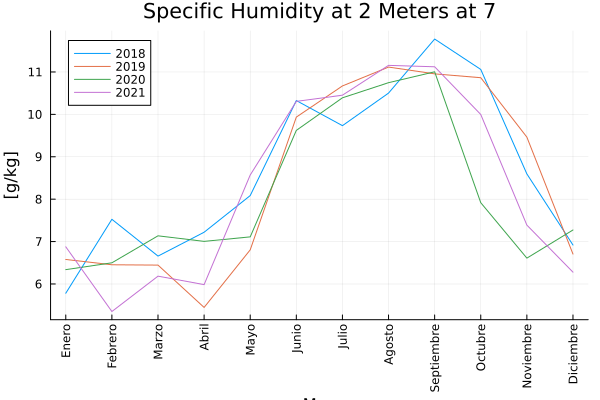 Specific Humidity at 2 Meters at 7
2018
2019
2020
2021
[g/kg]
11
10
9
8
7
6
Enero
Febrero
Marzo
Abril
Mayo
Junio
Julio
Agosto
Septiembre
Octubre
Noviembre
Diciembre